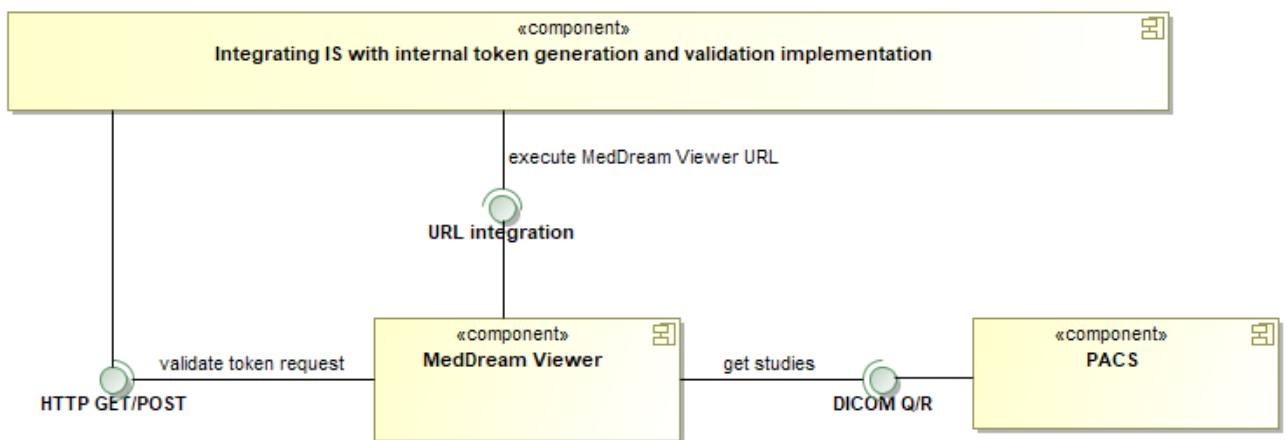 «component»
Integrating IS with internal token generation and validation implementation
execute MedDream Viewer URL
URL integration
«component»
MedDream Viewer
«component»
PACS
validate token request
get studies
HTTP GET/POST
DICOM Q/R